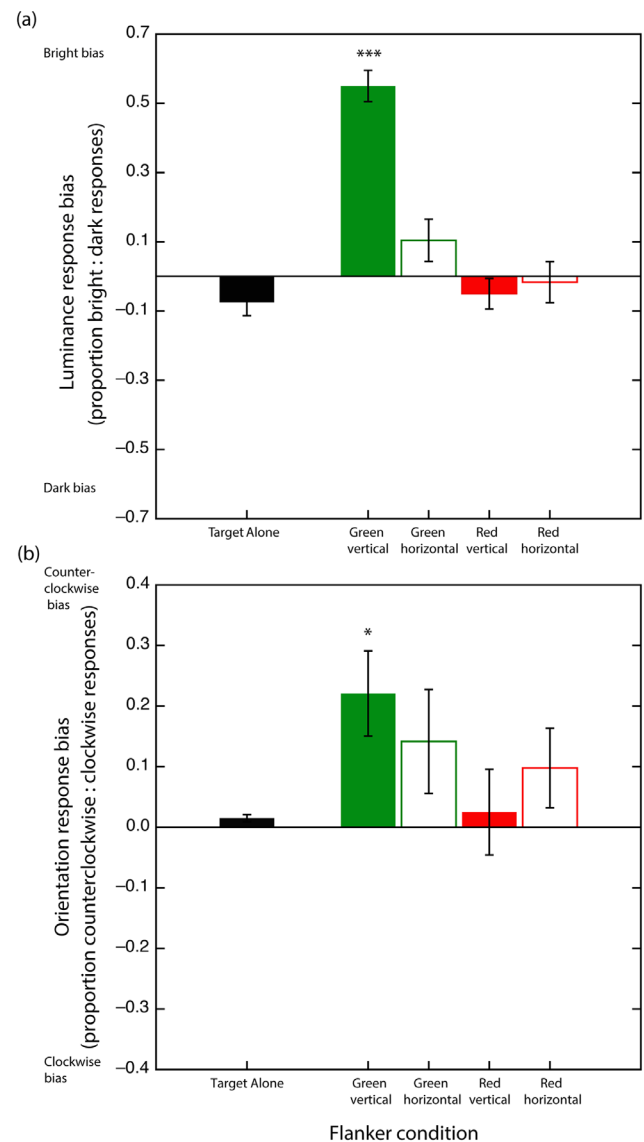 (a)
Bright bias
Luminance response bias
(proportion bright : dark responses)
Dark bias
0.7
0.5
0.3
0.1
−0.1
−0.3
−0.5
−0.7
***
Target Alone
Green
vertical
Green
horizontal
Red
vertical
Red
horizontal
(b)
Counter-
clockwise
bias
Orientation response bias
(proportion counterclockwise : clockwise responses)
Clockwise
bias
0.4
0.3
0.2
0.1
0.0
−0.1
−0.2
−0.3
−0.4
*
Target Alone
Green
vertical
Green
horizontal
Red
vertical
Red
horizontal
Flanker condition